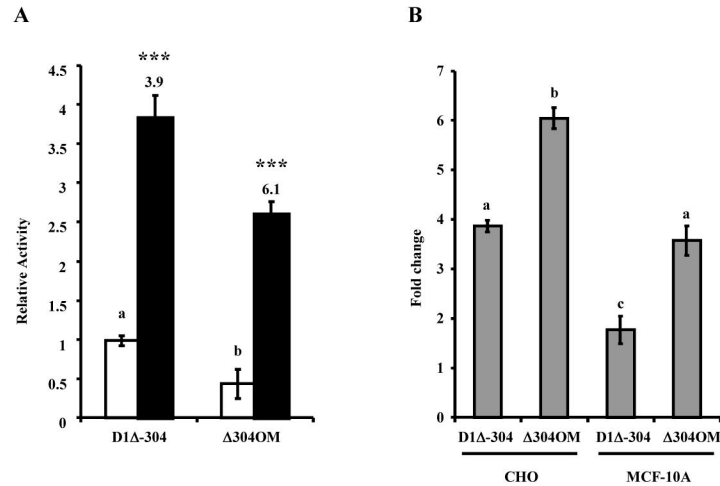 A
Relative Activity
4.5
4
3.5
3
2.5
2
1.5
1
0.5
0
***
3.9
***
6.1
a
b
D1Δ-304 Δ304OM
B
Fold change
7
6
5
4
3
2
1
0
a
b
c
a
D1Δ-304 Δ304OM D1Δ-304 Δ304OM
CHO MCF-10A